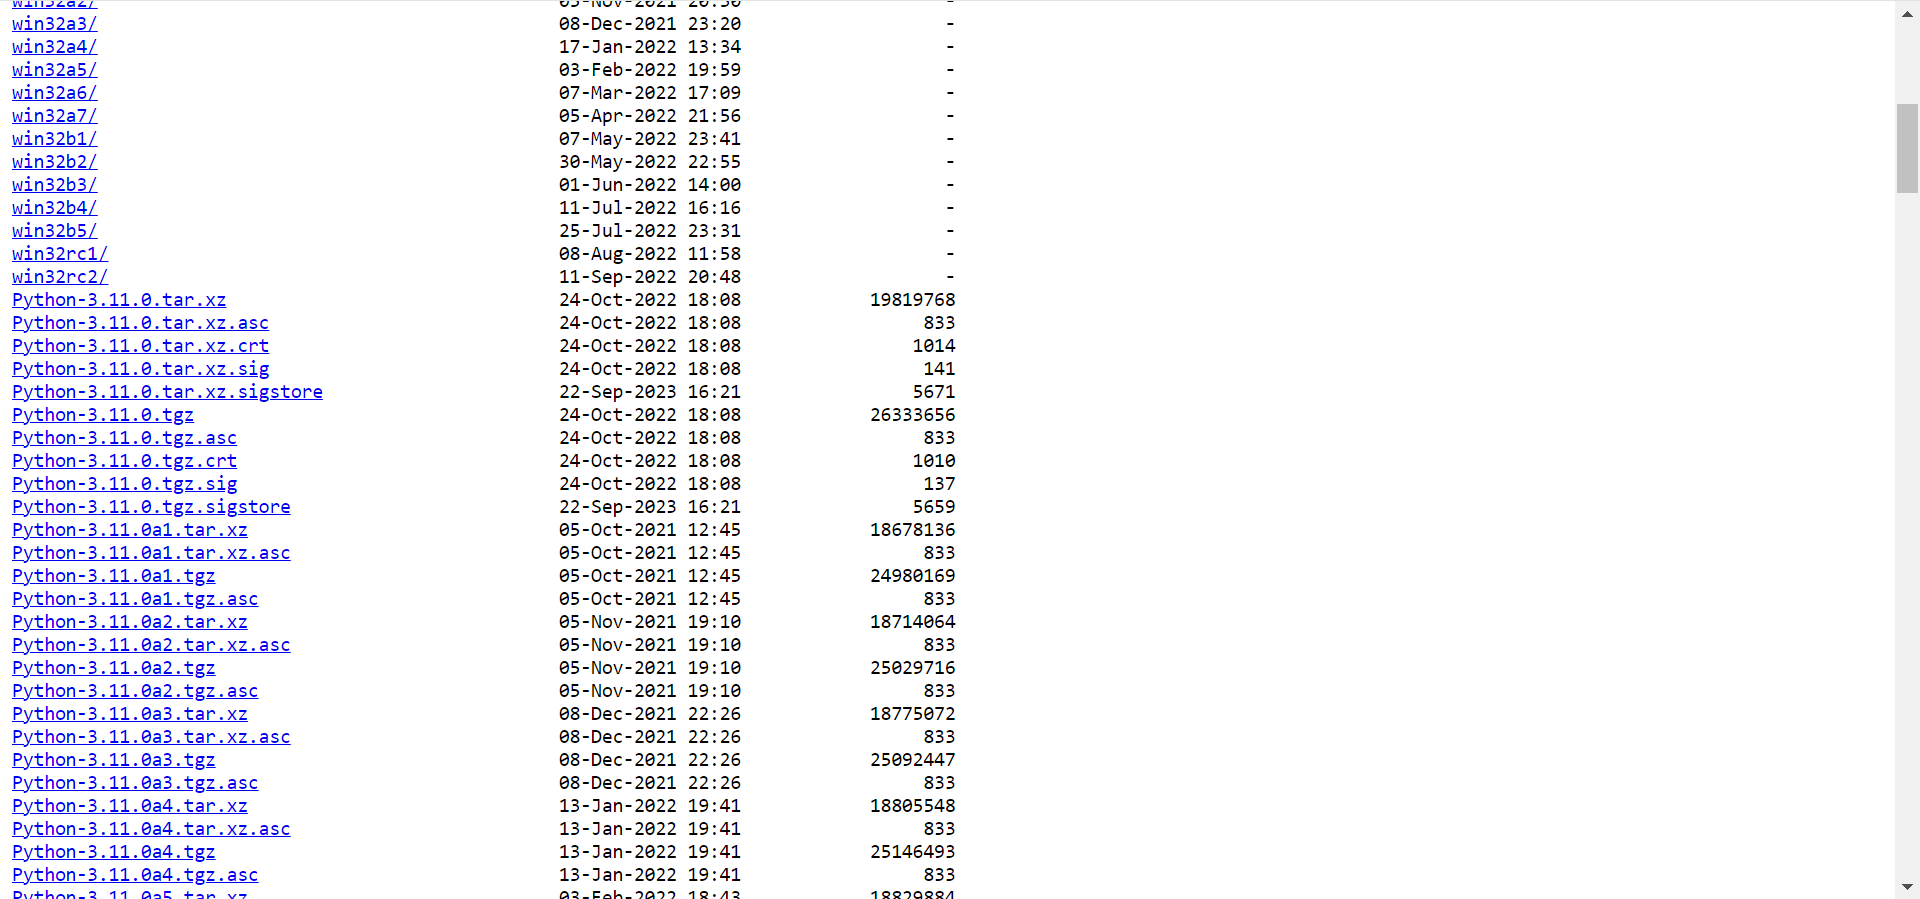 win32a2/ 05-Nov-2021 20:30 -
win32a3/ 08-Dec-2021 23:20 -
win32a4/ 17-Jan-2022 13:34 -
win32a5/ 03-Feb-2022 19:59 -
win32a6/ 07-Mar-2022 17:09 -
win32a7/ 05-Apr-2022 21:56 -
win32b1/ 07-May-2022 23:41 -
win32b2/ 30-May-2022 22:55 -
win32b3/ 01-Jun-2022 14:00 -
win32b4/ 11-Jul-2022 16:16 -
win32b5/ 25-Jul-2022 23:31 -
win32rc1/ 08-Aug-2022 11:58 -
win32rc2/ 11-Sep-2022 20:48 -
Python-3.11.0.tar.xz 24-Oct-2022 18:08 19819768
Python-3.11.0.tar.xz.asc 24-Oct-2022 18:08 833
Python-3.11.0.tar.xz.crt 24-Oct-2022 18:08 1014
Python-3.11.0.tar.xz.sig 24-Oct-2022 18:08 141
Python-3.11.0.tar.xz.sigstore 22-Sep-2023 16:21 5671
Python-3.11.0.tgz 24-Oct-2022 18:08 26333656
Python-3.11.0.tgz.asc 24-Oct-2022 18:08 833
Python-3.11.0.tgz.crt 24-Oct-2022 18:08 1010
Python-3.11.0.tgz.sig 24-Oct-2022 18:08 137
Python-3.11.0.tgz.sigstore 22-Sep-2023 16:21 5659
Python-3.11.0a1.tar.xz 05-Oct-2021 12:45 18678136
Python-3.11.0a1.tar.xz.asc 05-Oct-2021 12:45 833
Python-3.11.0a1.tgz 05-Oct-2021 12:45 24980169
Python-3.11.0a1.tgz.asc 05-Oct-2021 12:45 833
Python-3.11.0a2.tar.xz 05-Nov-2021 19:10 18714064
Python-3.11.0a2.tar.xz.asc 05-Nov-2021 19:10 833
Python-3.11.0a2.tgz 05-Nov-2021 19:10 25029716
Python-3.11.0a2.tgz.asc 05-Nov-2021 19:10 833
Python-3.11.0a3.tar.xz 08-Dec-2021 22:26 18775072
Python-3.11.0a3.tar.xz.asc 08-Dec-2021 22:26 833
Python-3.11.0a3.tgz 08-Dec-2021 22:26 25092447
Python-3.11.0a3.tgz.asc 08-Dec-2021 22:26 833
Python-3.11.0a4.tar.xz 13-Jan-2022 19:41 18805548
Python-3.11.0a4.tar.xz.asc 13-Jan-2022 19:41 833
Python-3.11.0a4.tgz 13-Jan-2022 19:41 25146493
Python-3.11.0a4.tgz.asc 13-Jan-2022 19:41 833
Python-3.11.0a5.tar.xz 03-Feb-2022 18:43 18829884